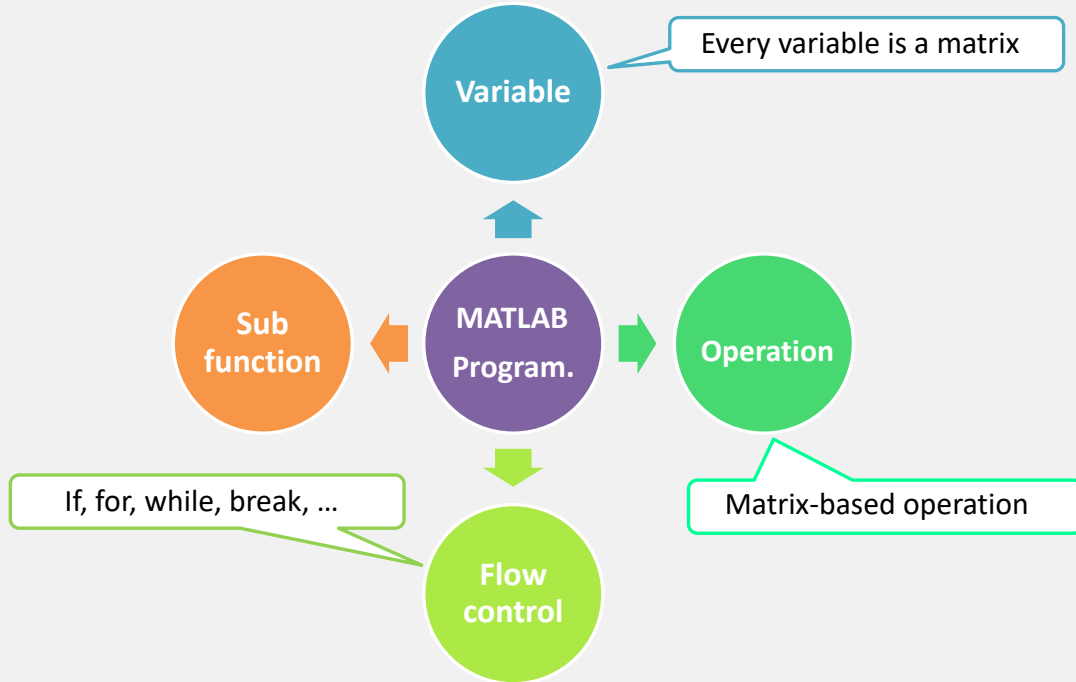 Every variable is a matrix
Variable
Sub
function
MATLAB
Program.
Operation
If, for, while, break, ...
Matrix-based operation
Flow
control